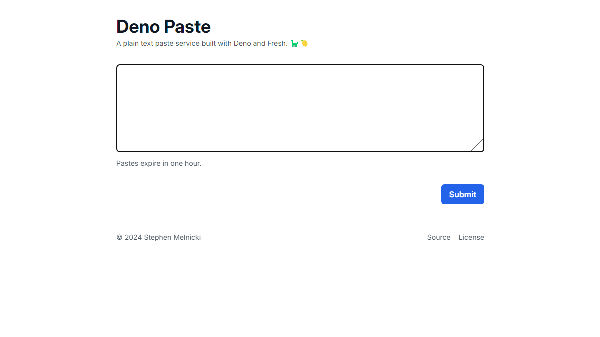 Deno Paste
A plain text paste service built with Deno and Fresh. 🦕 🍋
Pastes expire in one hour.
Submit
© 2024 Stephen Melnicki
Source License